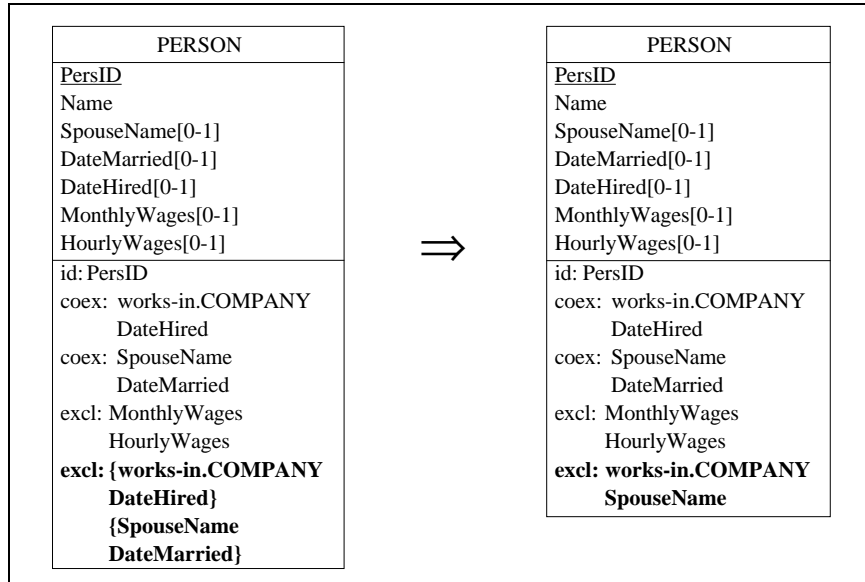 PERSON
PersID
Name
SpouseName[0-1]
DateMarried[0-1]
DateHired[0-1]
MonthlyWages[0-1]
HourlyWages[0-1]
id: PersID
coex: works-in.COMPANY
DateHired
coex: SpouseName
DateMarried
excl: MonthlyWages
HourlyWages
excl: {works-in.COMPANY
DateHired}
{SpouseName
DateMarried}
⇒
PERSON
PersID
Name
SpouseName[0-1]
DateMarried[0-1]
DateHired[0-1]
MonthlyWages[0-1]
HourlyWages[0-1]
id: PersID
coex: works-in.COMPANY
DateHired
coex: SpouseName
DateMarried
excl: MonthlyWages
HourlyWages
excl: works-in.COMPANY
SpouseName